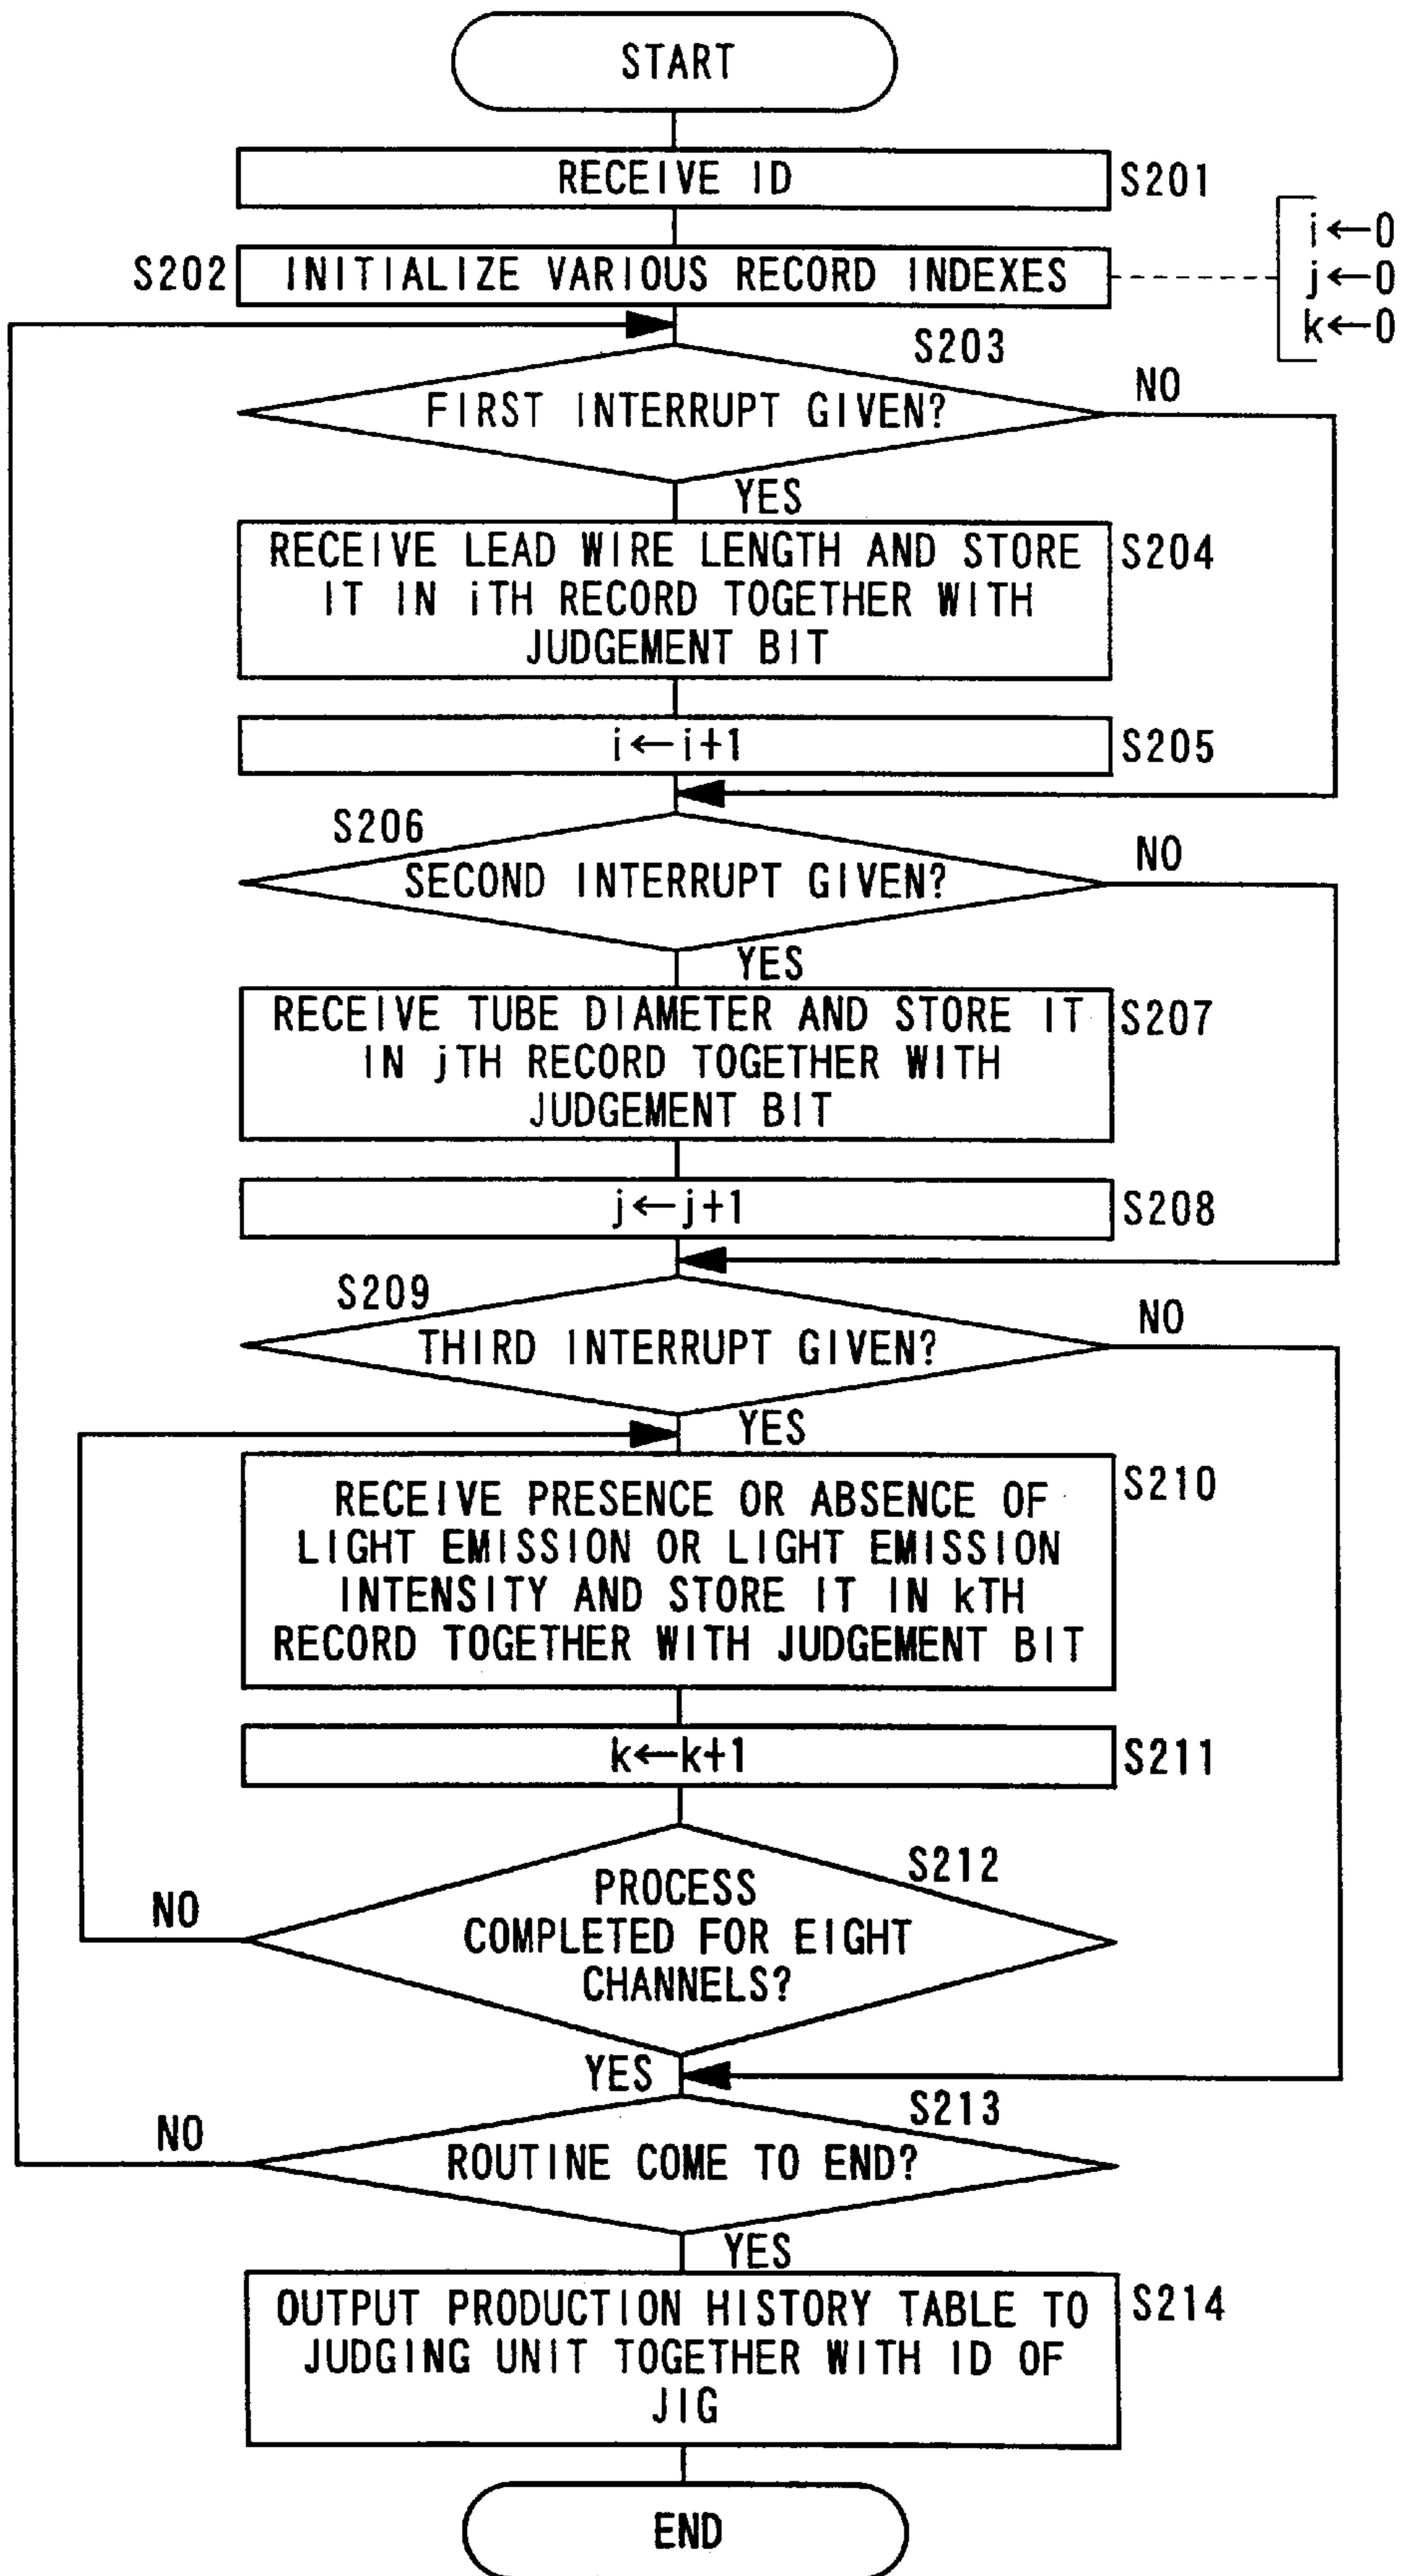 START
RECEIVE ID
S201
S202
INITIALIZE VARIOUS RECORD INDEXES
i←0
j←0
k←0
S203
FIRST INTERRUPT GIVEN?
NO
YES
RECEIVE LEAD WIRE LENGTH AND STORE
IT IN iTH RECORD TOGETHER WITH
JUDGEMENT BIT
S204
i←i+1
S205
S206
SECOND INTERRUPT GIVEN?
NO
YES
RECEIVE TUBE DIAMETER AND STORE IT
IN jTH RECORD TOGETHER WITH
JUDGEMENT BIT
S207
j←j+1
S208
S209
THIRD INTERRUPT GIVEN?
NO
YES
RECEIVE PRESENCE OR ABSENCE OF
LIGHT EMISSION OR LIGHT EMISSION
INTENSITY AND STORE IT IN kTH
RECORD TOGETHER WITH JUDGEMENT BIT
S210
k←k+1
S211
S212
PROCESS
COMPLETED FOR EIGHT
CHANNELS?
NO
YES
S213
ROUTINE COME TO END?
NO
YES
OUTPUT PRODUCTION HISTORY TABLE TO
JUDGING UNIT TOGETHER WITH ID OF
JIG
S214
END